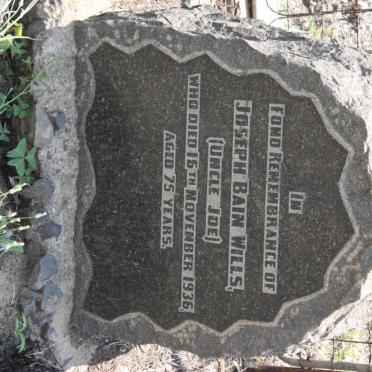 IN
FOND REMEMBRANCE OF
JOSEPH BAIN WILLS,
(UNCLE JOE)
WHO DIED 16TH NOVEMBER 1936,
AGED 75 YEARS.